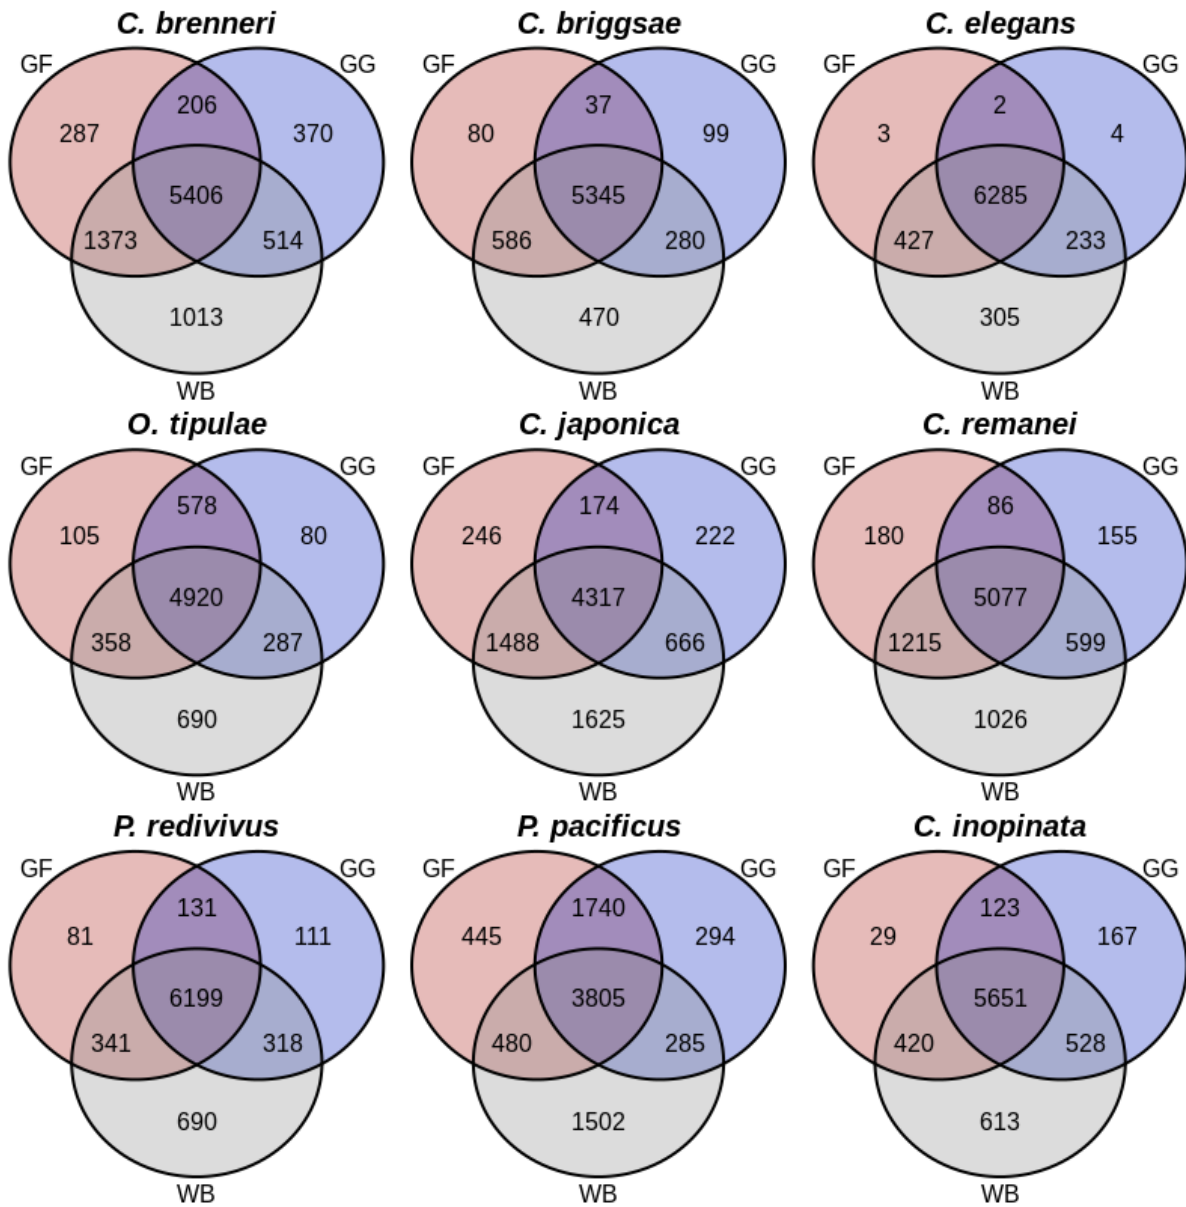 C. brenneri
GF
GG
206
287
370
5406
1373
514
1013
WB
C. briggsae
GF
GG
37
80
99
5345
586
280
470
WB
C. elegans
GF
GG
2
3
4
6285
427
233
305
WB
O. tipulae
GF
GG
578
105
80
4920
358
287
690
WB
C. japonica
GF
GG
174
246
222
4317
1488
666
1625
WB
C. remanei
GF
GG
86
180
155
5077
1215
599
1026
WB
P. redivivus
GF
GG
131
81
111
6199
341
318
690
WB
P. pacificus
GF
GG
1740
445
294
3805
480
285
1502
WB
C. inopinata
GF
GG
123
29
167
5651
420
528
613
WB